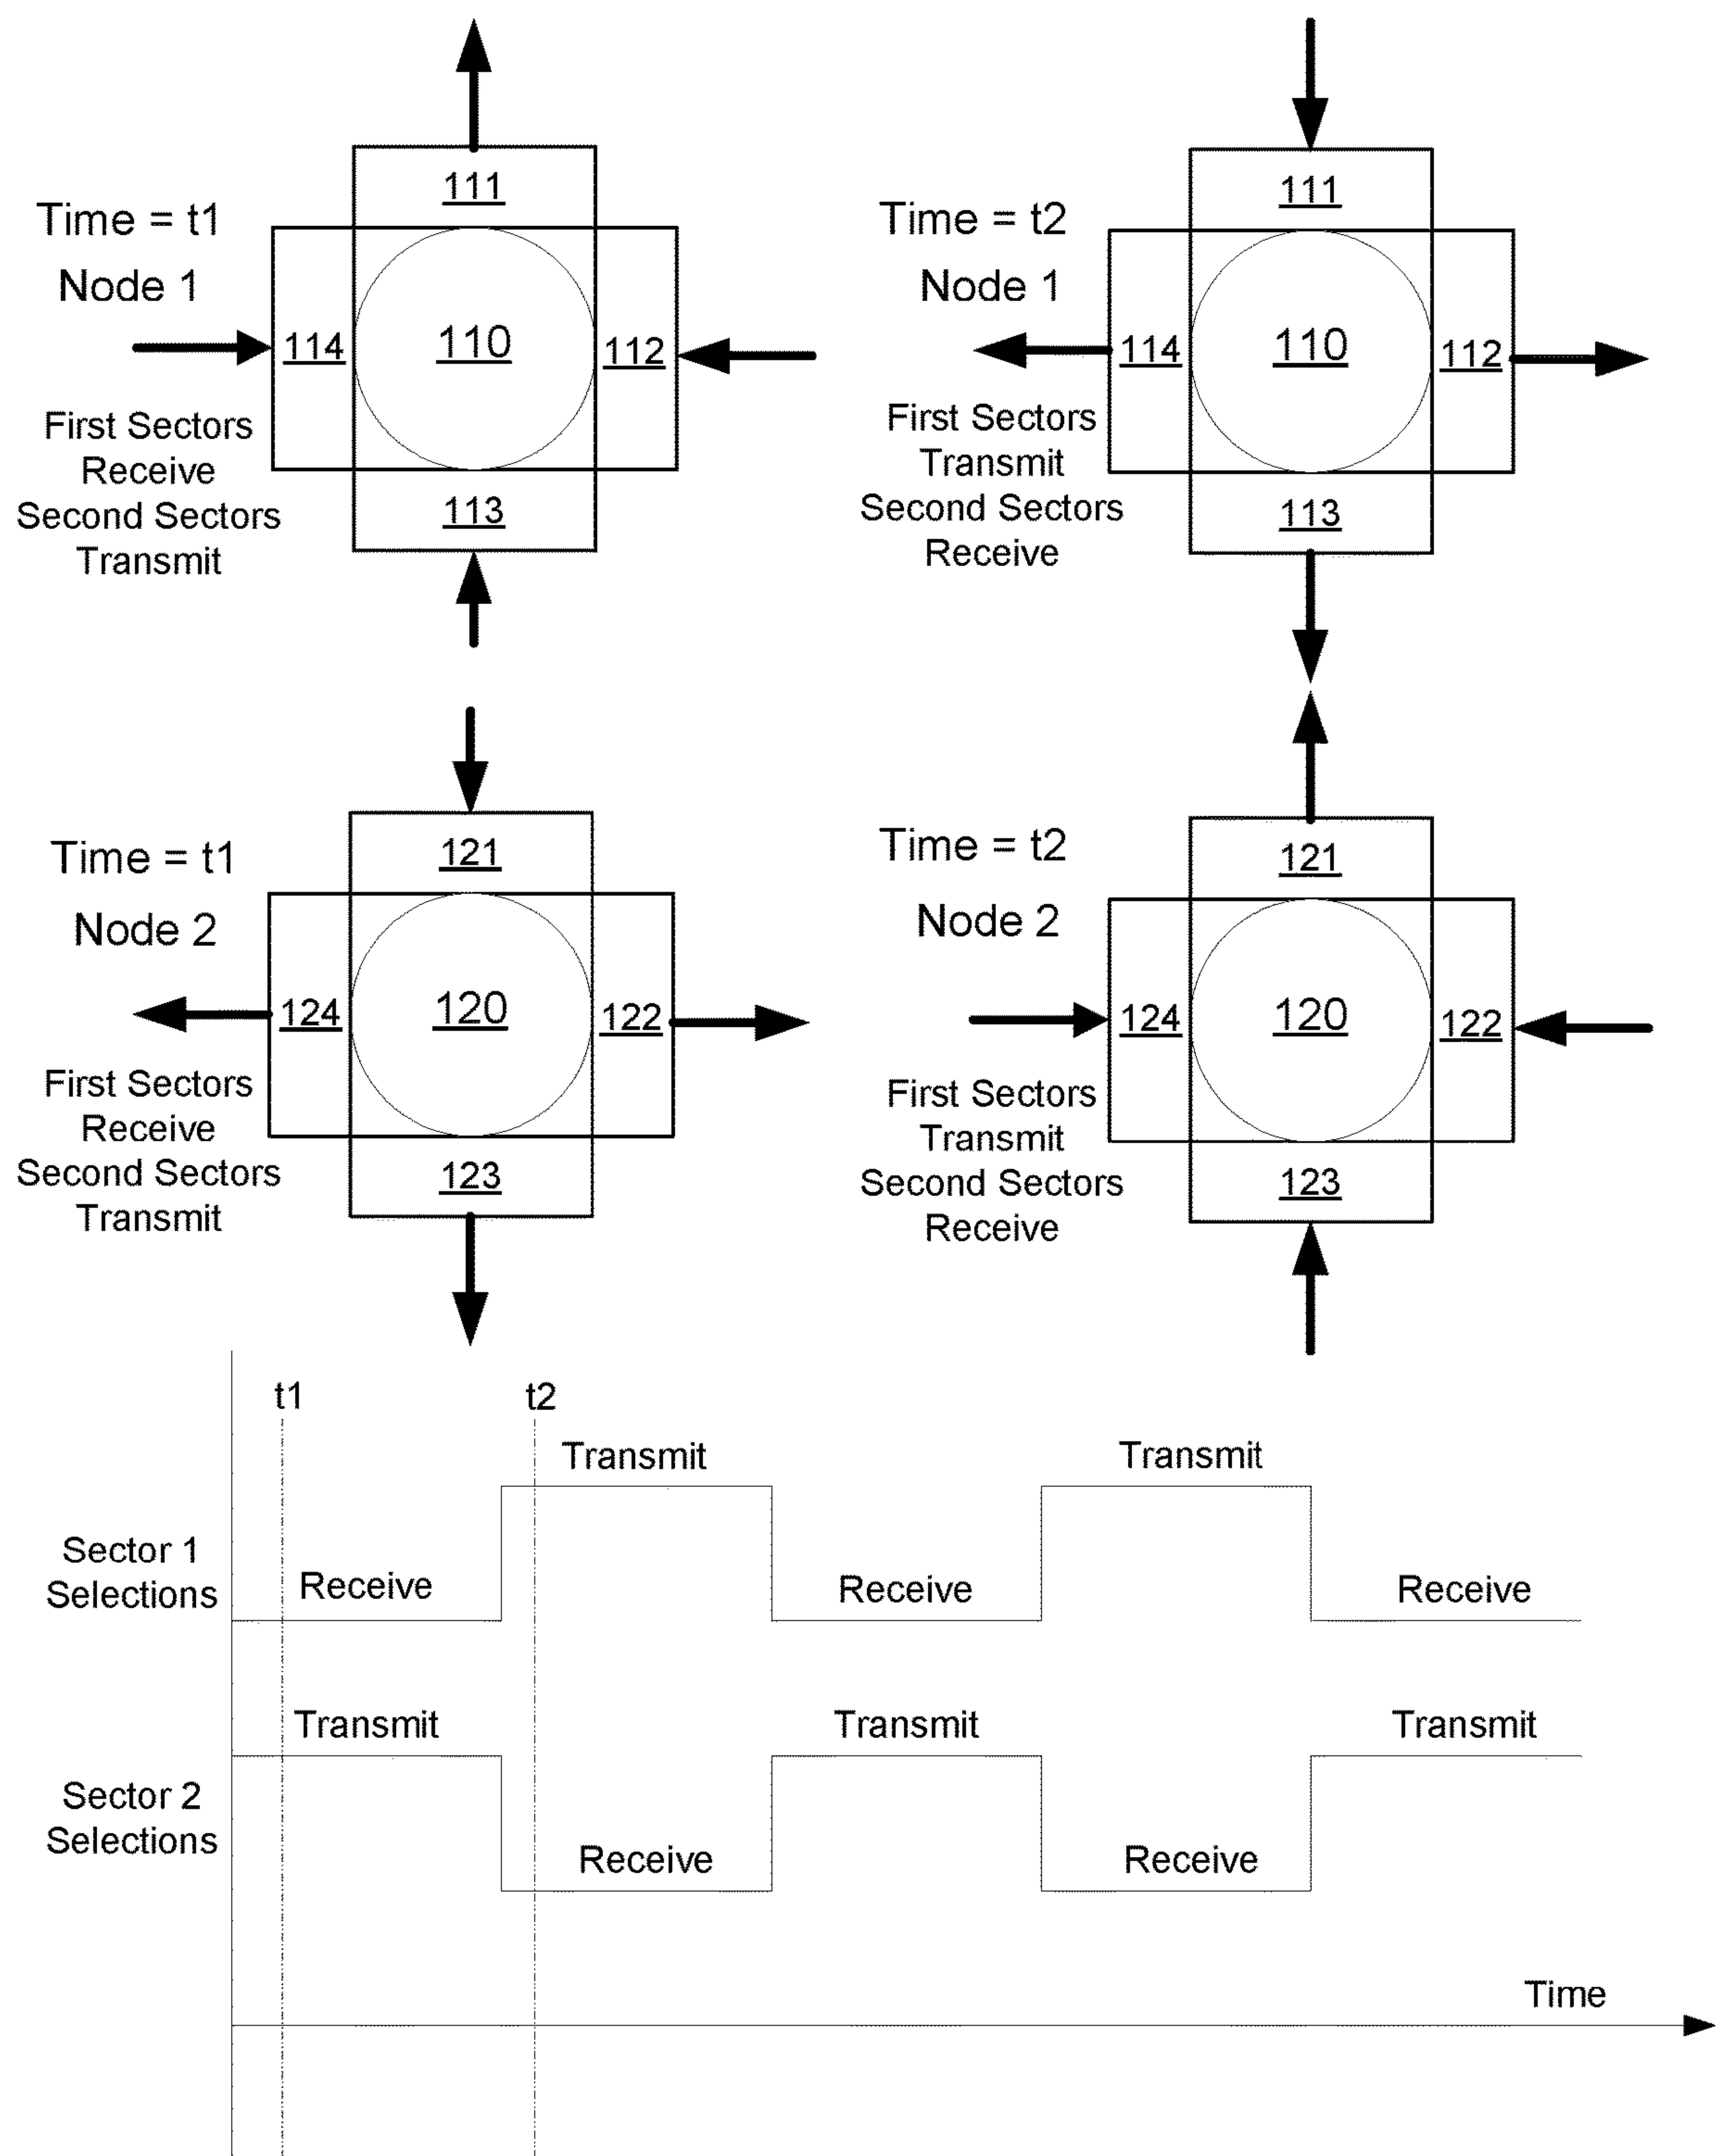 111
Time = t1
Node 1
114
110
112
First Sectors
Receive
Second Sectors
Transmit
113
111
Time = t2
Node 1
114
110
112
First Sectors
Transmit
Second Sectors
Receive
113
121
Time = t1
Node 2
124
120
122
First Sectors
Receive
Second Sectors
Transmit
123
121
Time = t2
Node 2
124
120
122
First Sectors
Transmit
Second Sectors
Receive
123
t1
t2
Transmit
Transmit
Sector 1
Selections
Receive
Receive
Receive
Transmit
Transmit
Transmit
Sector 2
Selections
Receive
Receive
Time